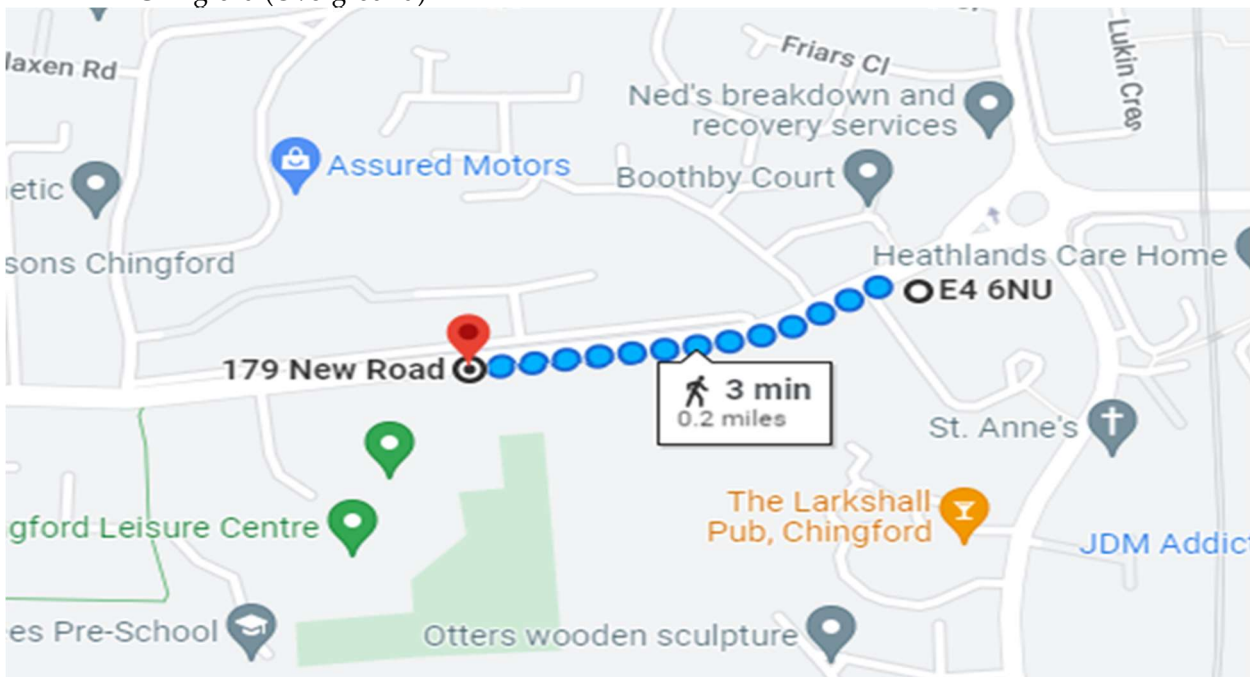 Friars Cl
Lukin Cres
Ned's breakdown and
recovery services
Assured Motors
Boothby Court
etic
sons Chingford
Heathlands Care Home
E4 6NU
179 New Road
3 min
0.2 miles
St. Anne's
The Larkshall
Pub, Chingford
gford Leisure Centre
JDM Addict
es Pre-School
Otters wooden sculpture